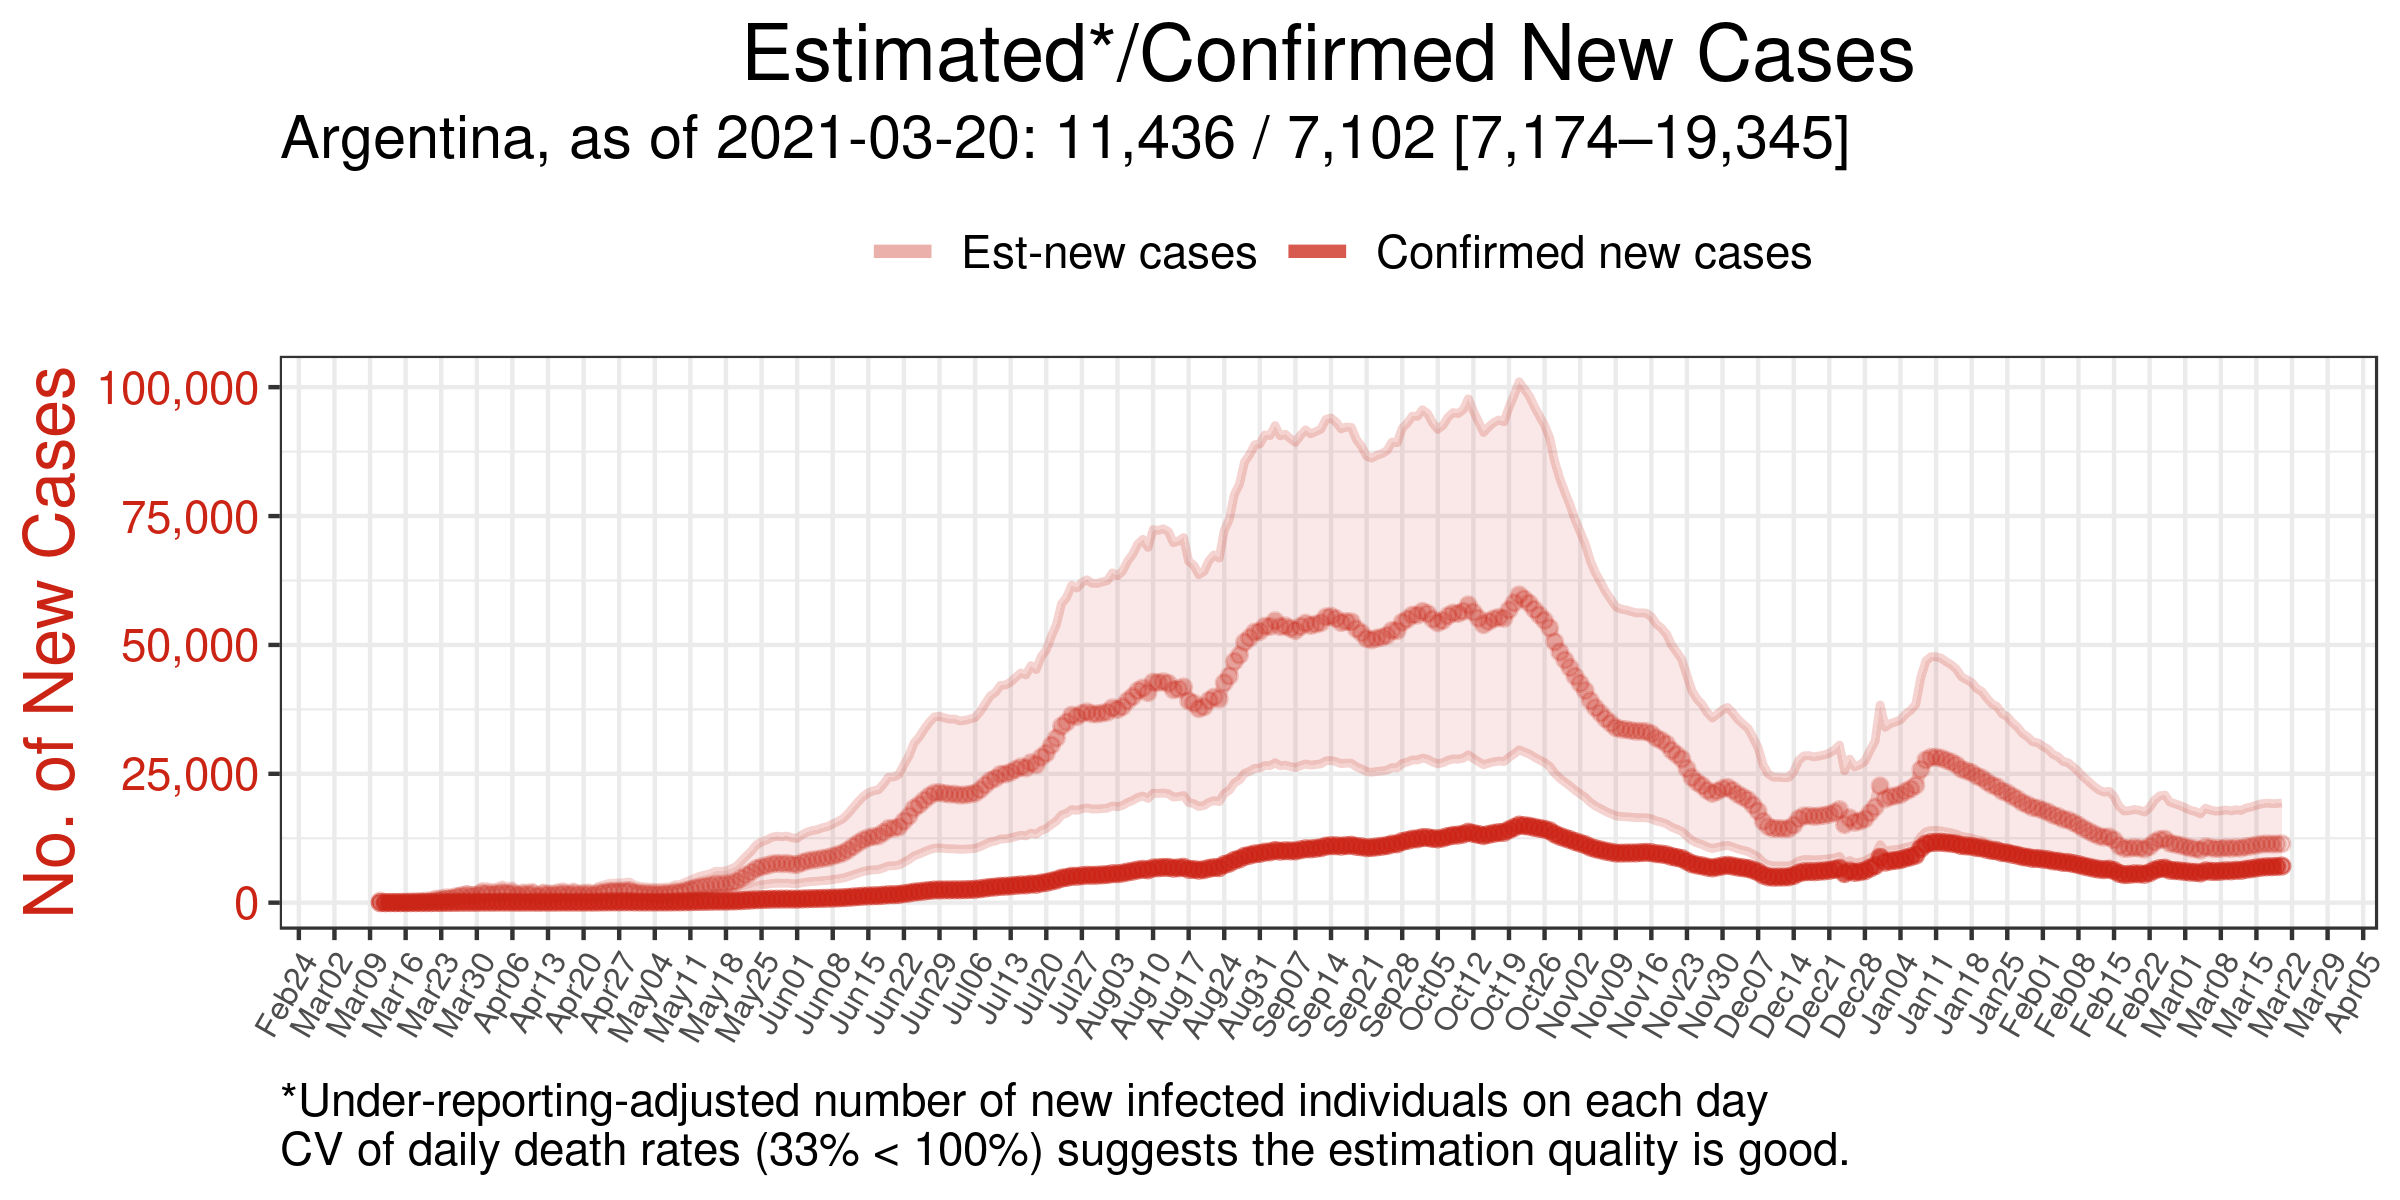 Estimated*/Confirmed New Cases
Argentina, as of 2021-03-20: 11,436 / 7,102 [7,174–19,345]
Est-new cases Confirmed new cases
No. of New Cases
100,000
75,000
50,000
25,000
0
Feb24 Mar02 Mar09 Mar16 Mar23 Mar30 Apr06 Apr13 Apr20 Apr27 May04 May11 May18 May25 Jun01 Jun08 Jun15 Jun22 Jun29 Jul06 Jul13 Jul20 Jul27 Aug03 Aug10 Aug17 Aug24 Aug31 Sep07 Sep14 Sep21 Sep28 Oct05 Oct12 Oct19 Oct26 Nov02 Nov09 Nov16 Nov23 Nov30 Dec07 Dec14 Dec21 Dec28 Jan04 Jan11 Jan18 Jan25 Feb01 Feb08 Feb15 Feb22 Mar01 Mar08 Mar15 Mar22 Mar29 Apr05
*Under-reporting-adjusted number of new infected individuals on each day
CV of daily death rates (33% < 100%) suggests the estimation quality is good.